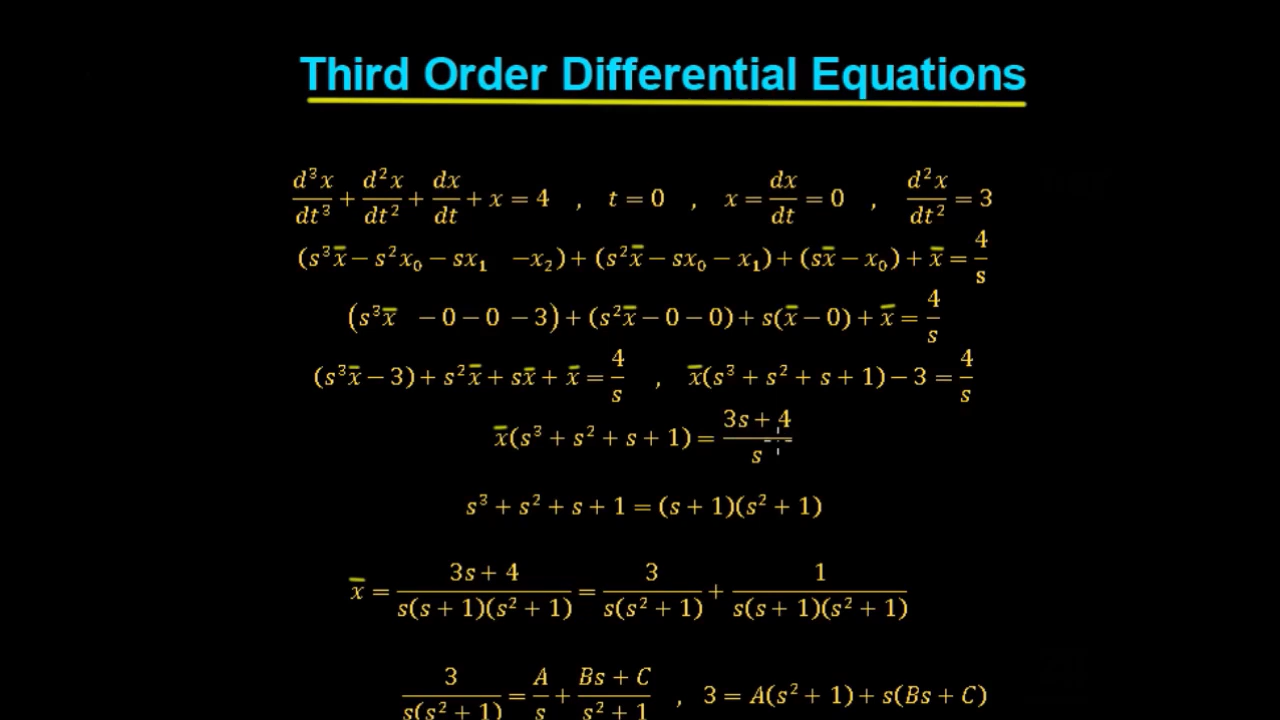 Third Order Differential Equations
d³x/dt³ + d²x/dt² + dx/dt + x = 4 , t = 0 , x = dx/dt = 0 , d²x/dt² = 3
(s³x̅ − s²x₀ − sx₁ −x₂) + (s²x̅ − sx₀ − x₁) + (sx̅ − x₀) + x̅ = 4/s
(s³x̅ − 0 − 0 − 3) + (s²x̅ − 0 − 0) + s(x̅ − 0) + x̅ = 4/s
(s³x̅ − 3) + s²x̅ + sx̅ + x̅ = 4/s , x̅(s³ + s² + s + 1) − 3 = 4/s
x̅(s³ + s² + s + 1) = (3s + 4)/s
s³ + s² + s + 1 = (s + 1)(s² + 1)
x̅ = (3s + 4)/(s(s + 1)(s² + 1)) = 3/(s(s² + 1)) + 1/(s(s + 1)(s² + 1))
3/(s(s² + 1)) = A/s + (Bs + C)/(s² + 1) , 3 = A(s² + 1) + s(Bs + C)